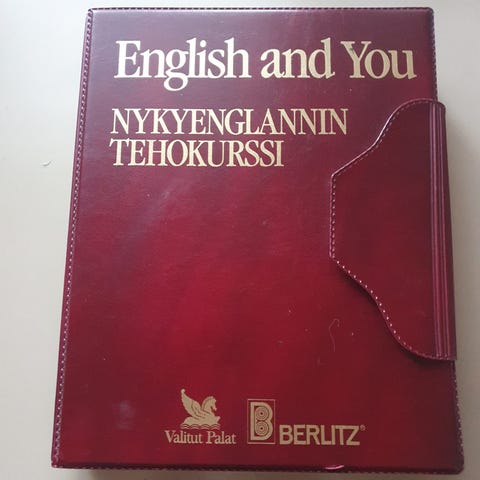 English and You
NYKYENGLANNIN
TEHOKURSSI
Valitut Palat
B BERLITZ®